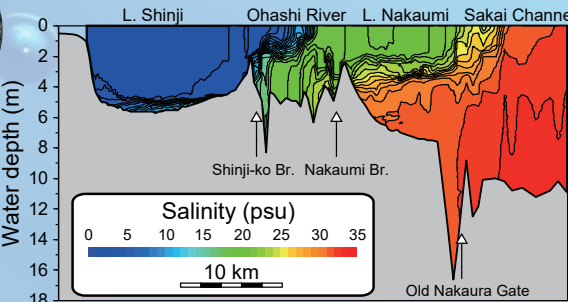 L. Shinji Ohashi River L. Nakaumi Sakai Channe
Water depth (m)
0
2
4
6
8
10
12
14
16
18
Shinji-ko Br. Nakaumi Br.
Salinity (psu)
0 5 10 15 20 25 30 35
10 km
Old Nakaura Gate